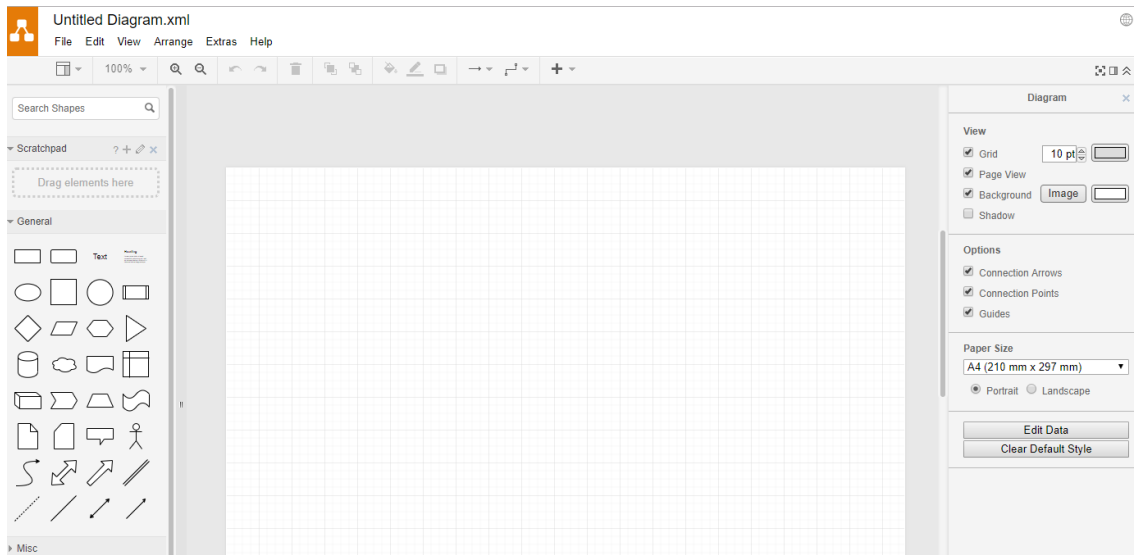 Untitled Diagram.xml
File Edit View Arrange Extras Help
100%
Search Shapes
Scratchpad ?
Drag elements here
General
Text
Misc
Diagram
View
Grid 10 pt
Page View
Background Image
Shadow
Options
Connection Arrows
Connection Points
Guides
Paper Size
A4 (210 mm x 297 mm)
Portrait Landscape
Edit Data
Clear Default Style